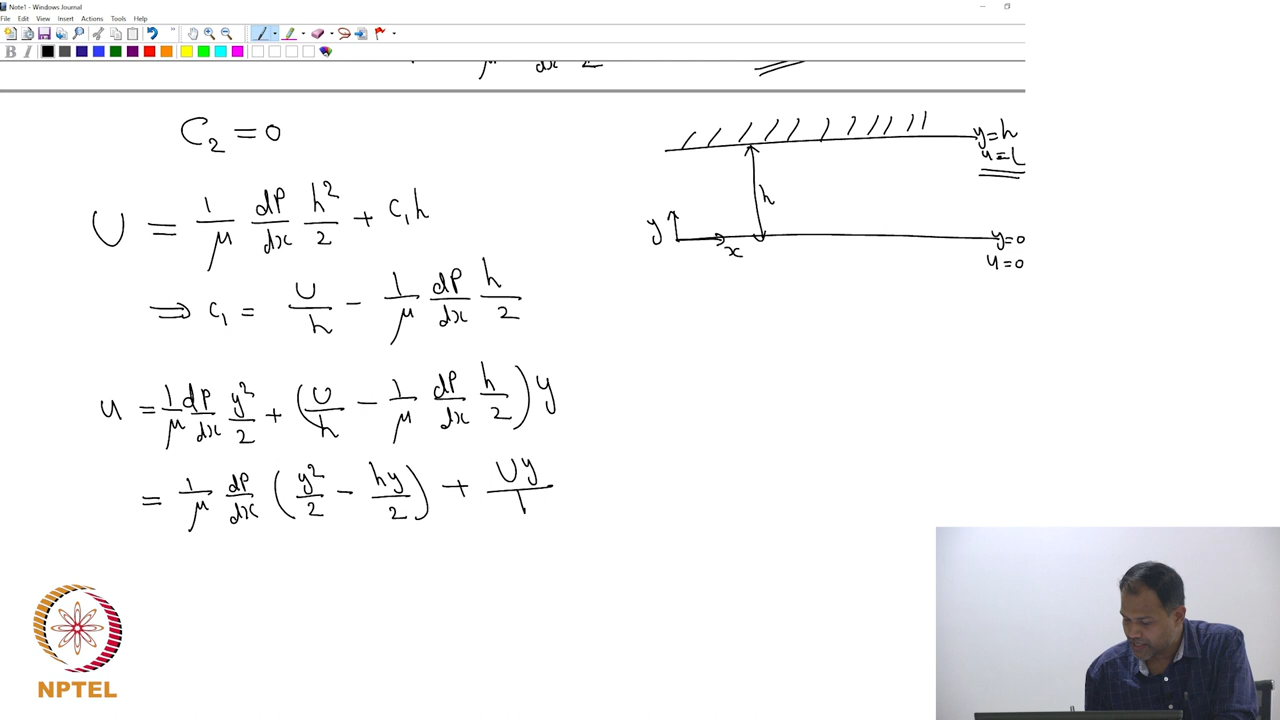 Note1 - Windows Journal
File Edit View Insert Actions Tools Help
B I
μ dx 2
C₂ = 0
U = 1/μ dP/dx h²/2 + C₁h
⟹ C₁ = U/h - 1/μ dP/dx h/2
u = 1/μ dP/dx y²/2 + (U/h - 1/μ dP/dx h/2) y
= 1/μ dP/dx (y²/2 - hy/2) + Uy/
y=h
u=
h
y
x
y=0
u=0
NPTEL